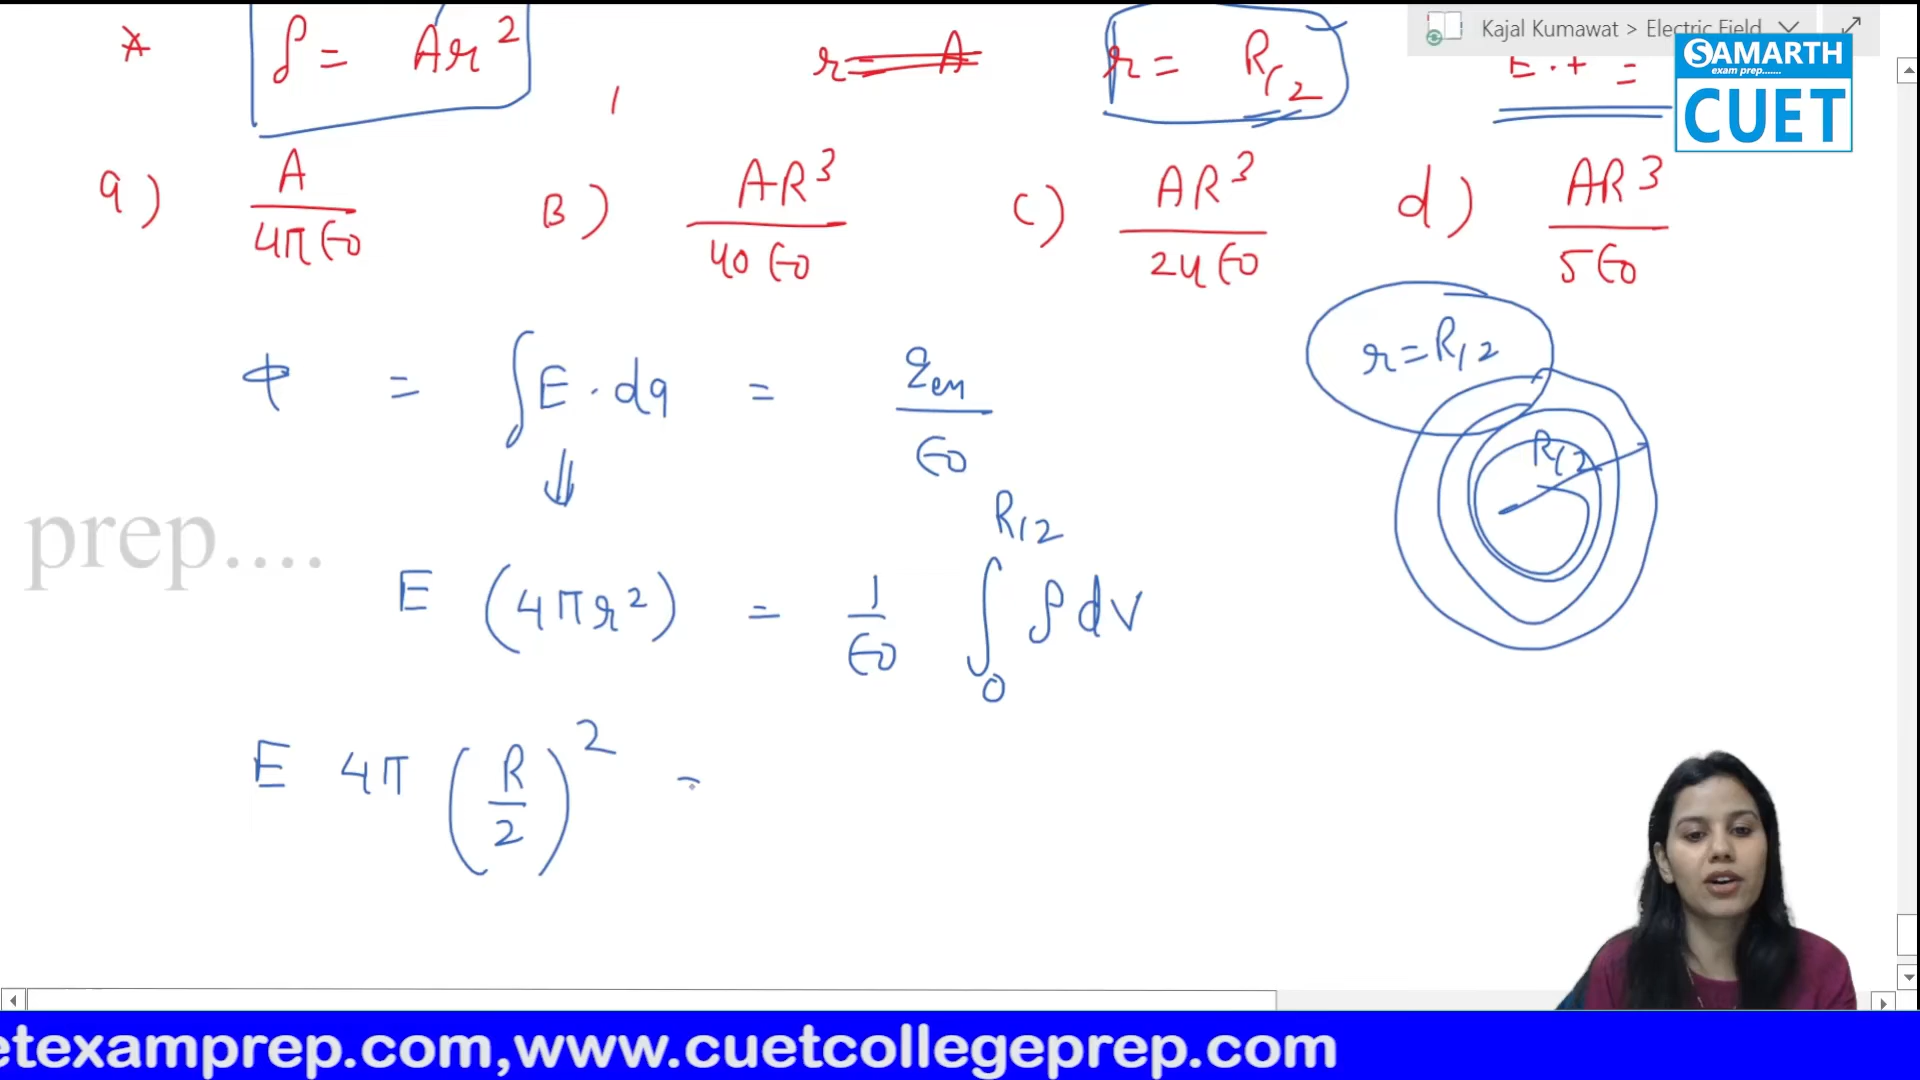 Kajal Kumawat > Electric Field
* ρ = Ar² , r = A r = R/2
SAMARTH
exam prep.......
CUET
a) A/4πε₀ B) AR³/40ε₀ c) AR³/24ε₀ d) AR³/5ε₀
r = R/2
ϕ = ∫E · da = qen/ε₀
R/2
prep....
E (4πr²) = 1/ε₀ ∫₀^R/2 ρ dv
E 4π (R/2)² =
etexamprep.com,www.cuetcollegeprep.com